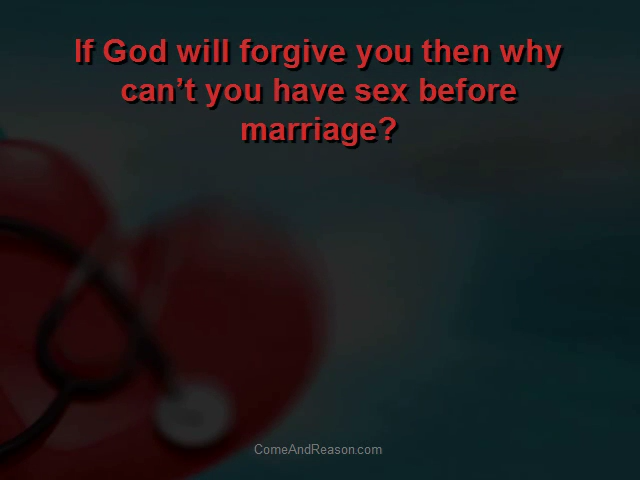 If God will forgive you then why
can’t you have sex before
marriage?
ComeAndReason.com